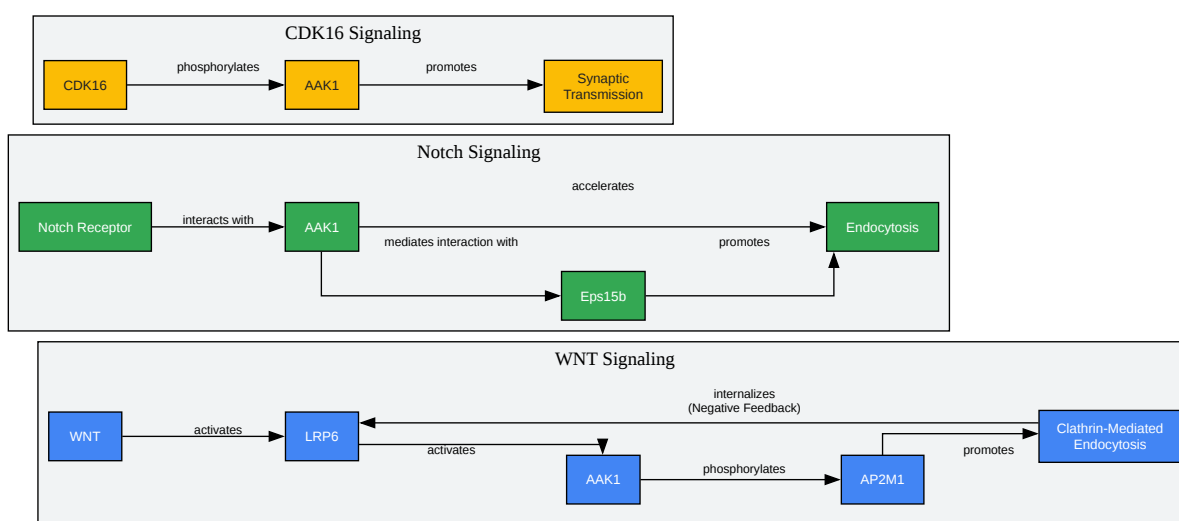 CDK16 Signaling
CDK16
phosphorylates
AAK1
promotes
Synaptic
Transmission
Notch Signaling
accelerates
Notch Receptor
interacts with
AAK1
Endocytosis
mediates interaction with
promotes
Eps15b
WNT Signaling
internalizes
(Negative Feedback)
WNT
activates
LRP6
activates
Clathrin-Mediated
Endocytosis
promotes
AAK1
phosphorylates
AP2M1